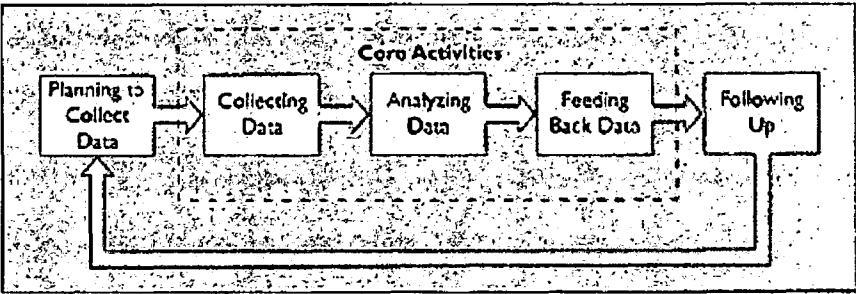 Core Activities
Planning to
Collect
Data
Collecting
Data
Analyzing
Data
Feeding
Back Data
Following
Up